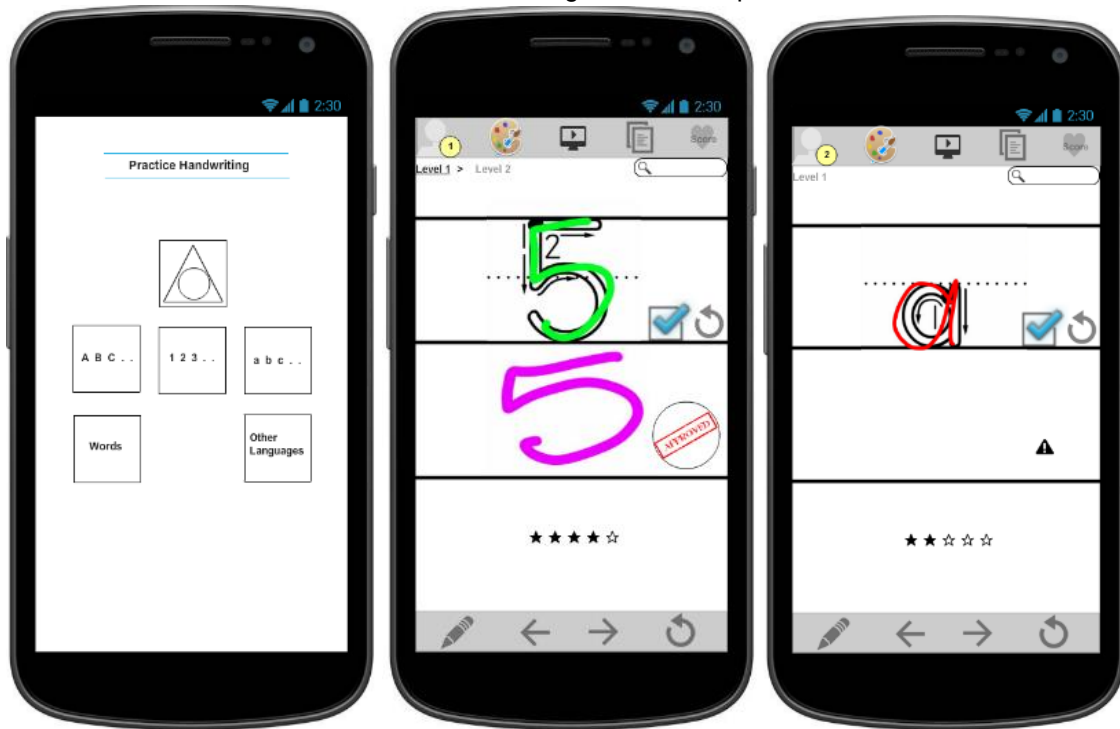 2:30
Practice Handwriting
A B C . .
1 2 3 . .
a b c . .
Words
Other
Languages
2:30
1
Score
Level 1 > Level 2
2
5
APPROVED
2:30
2
Score
Level 1
a
1